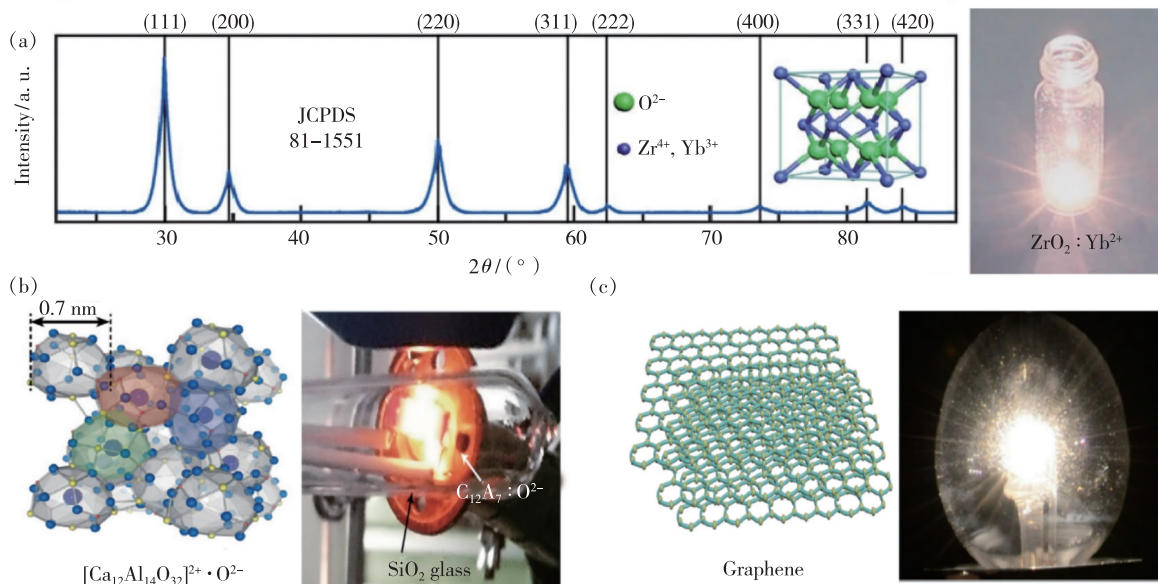 (a)
(111) (200) (220) (311) (222) (400) (331) (420)
Intensity/a. u.
JCPDS
81–1551
O²⁻
Zr⁴⁺, Yb³⁺
30 40 50 60 70 80
2θ/(°)
ZrO₂∶Yb²⁺
(b)
0.7 nm
[Ca₁₂Al₁₄O₃₂]²⁺·O²⁻
C₁₂A₇∶O²⁻
SiO₂ glass
(c)
Graphene